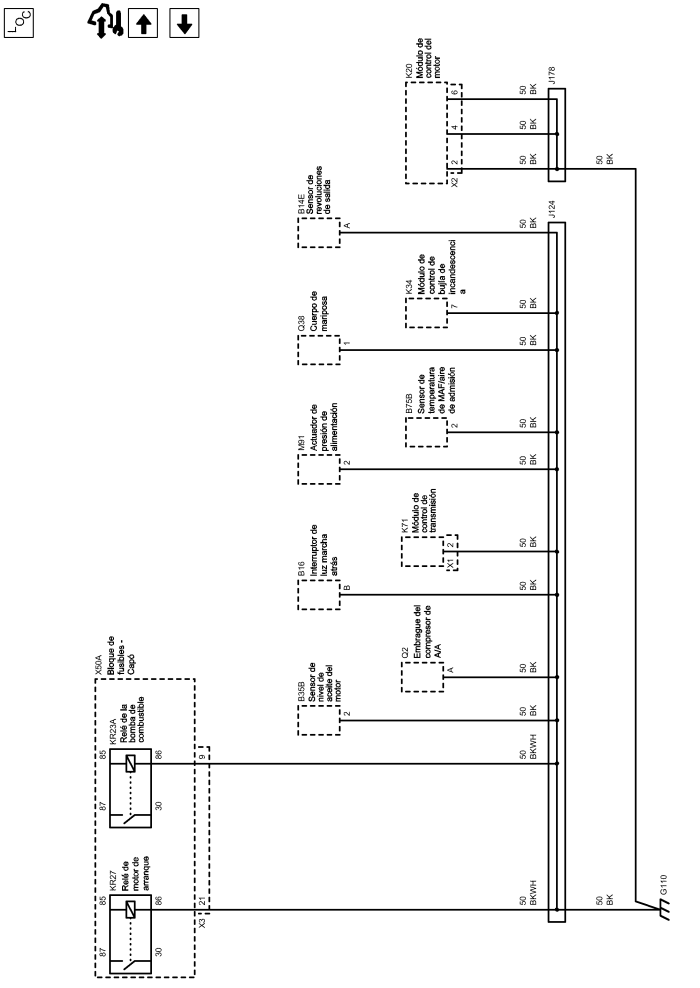 LOC
X50A
Bloque de
fusibles -
Capó
KR27
Relé de
motor de
arranque
87
85
30
86
KR23A
Relé de la
bomba de
combustible
87
85
30
86
X3
21
9
B35B
Sensor de
nivel de
aceite del
motor
2
Q2
Embrague del
compresor de
A/A
A
B16
Interruptor de
luz marcha
atrás
B
K71
Módulo de
control de
transmisión
X1
2
M91
Actuador de
presión de
alimentación
2
B75B
Sensor de
temperatura
de MAF/aire
de admisión
2
Q38
Cuerpo de
mariposa
1
K34
Módulo de
control de
bujía de
incandescenci
a
7
B14E
Sensor de
revoluciones
de salida
A
K20
Módulo de
control del
motor
X2
2
4
6
50
BKWH
50
BKWH
50
BK
50
BK
50
BK
50
BK
50
BK
50
BK
50
BK
50
BK
50
BK
50
BK
50
BK
50
BK
J124
J178
50
BK
50
BK
G110